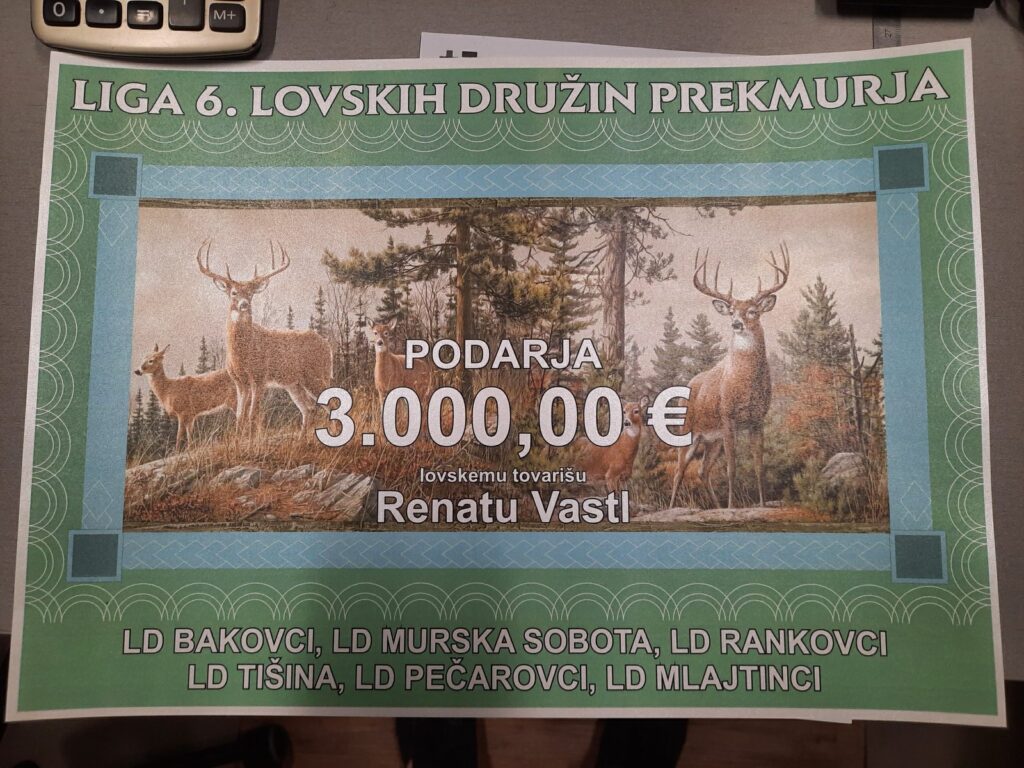 0 . M+
LIGA 6. LOVSKIH DRUŽIN PREKMURJA
PODARJA
3.000,00 €
lovskemu tovarišu
Renatu Vastl
LD BAKOVCI, LD MURSKA SOBOTA, LD RANKOVCI
LD TIŠINA, LD PEČAROVCI, LD MLAJTINCI